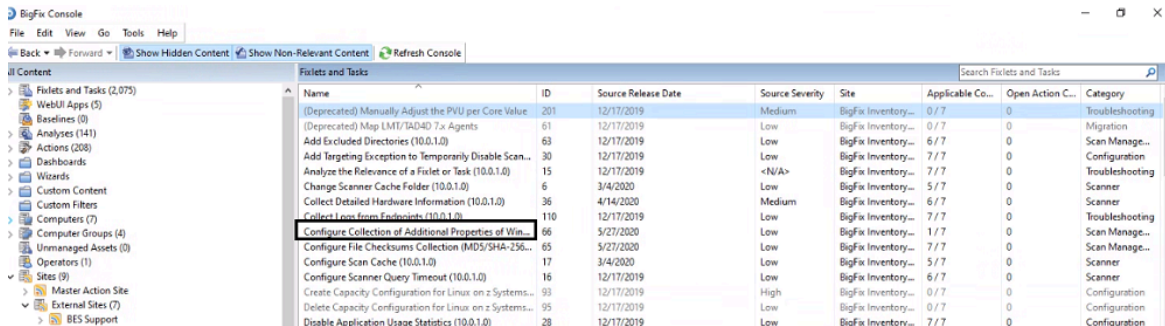 BigFix Console
File Edit View Go Tools Help
Back Forward Show Hidden Content Show Non-Relevant Content Refresh Console
ll Content Fixlets and Tasks Search Fixlets and Tasks
Fixlets and Tasks (2,075)
WebUI Apps (5)
Baselines (0)
Analyses (141)
Actions (208)
Dashboards
Wizards
Custom Content
Custom Filters
Computers (7)
Computer Groups (4)
Unmanaged Assets (0)
Operators (1)
Sites (9)
Master Action Site
External Sites (7)
BES Support
Name ID Source Release Date Source Severity Site Applicable Co... Open Action C... Category
(Deprecated) Manually Adjust the PVU per Core Value 201 12/17/2019 Medium BigFix Inventory... 0 / 7 0 Troubleshooting
(Deprecated) Map LMT/TAD4D 7.x Agents 61 12/17/2019 Low BigFix Inventory... 0 / 7 0 Migration
Add Excluded Directories (10.0.1.0) 63 12/17/2019 Low BigFix Inventory... 6 / 7 0 Scan Manage...
Add Targeting Exception to Temporarily Disable Scan... 30 12/17/2019 Low BigFix Inventory... 7 / 7 0 Configuration
Analyze the Relevance of a Fixlet or Task (10.0.1.0) 15 12/17/2019 <N/A> BigFix Inventory... 7 / 7 0 Troubleshooting
Change Scanner Cache Folder (10.0.1.0) 6 3/4/2020 Low BigFix Inventory... 5 / 7 0 Scanner
Collect Detailed Hardware Information (10.0.1.0) 36 4/14/2020 Medium BigFix Inventory... 6 / 7 0 Scanner
Collect Logs from Endpoints (10.0.1.0) 110 12/17/2019 Low BigFix Inventory... 7 / 7 0 Troubleshooting
Configure Collection of Additional Properties of Win... 66 5/27/2020 Low BigFix Inventory... 1 / 7 0 Scan Manage...
Configure File Checksums Collection (MD5/SHA-256... 65 5/27/2020 Low BigFix Inventory... 7 / 7 0 Scan Manage...
Configure Scan Cache (10.0.1.0) 17 3/4/2020 Low BigFix Inventory... 5 / 7 0 Scanner
Configure Scanner Query Timeout (10.0.1.0) 16 12/17/2019 Low BigFix Inventory... 6 / 7 0 Scanner
Create Capacity Configuration for Linux on z Systems... 93 12/17/2019 High BigFix Inventory... 0 / 7 0 Configuration
Delete Capacity Configuration for Linux on z Systems... 95 12/17/2019 Low BigFix Inventory... 0 / 7 0 Configuration
Disable Application Usage Statistics (10.0.1.0) 28 12/17/2019 Low BigFix Inventory... 7 / 7 0 Configuration